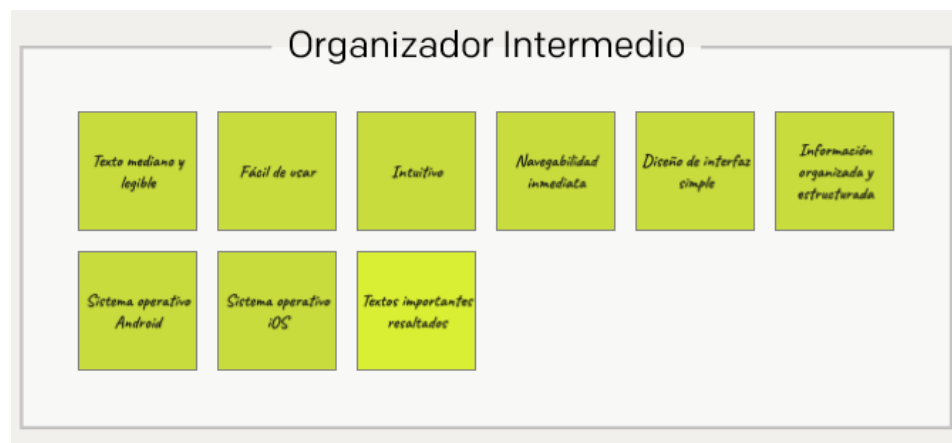 Organizador Intermedio
Texto mediano y
legible
Fácil de usar
Intuitivo
Navegabilidad
inmediata
Diseño de interfaz
simple
Información
organizada y
estructurada
Sistema operativo
Android
Sistema operativo
iOS
Textos importantes
resaltados